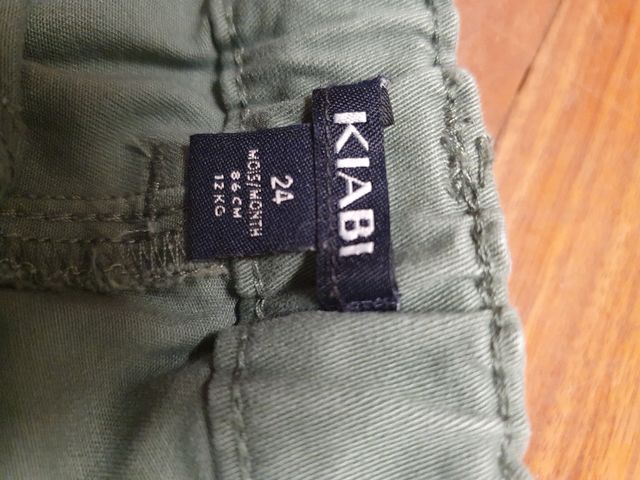 KIABI
24
MOIS/MONTH
86 CM
12 KG